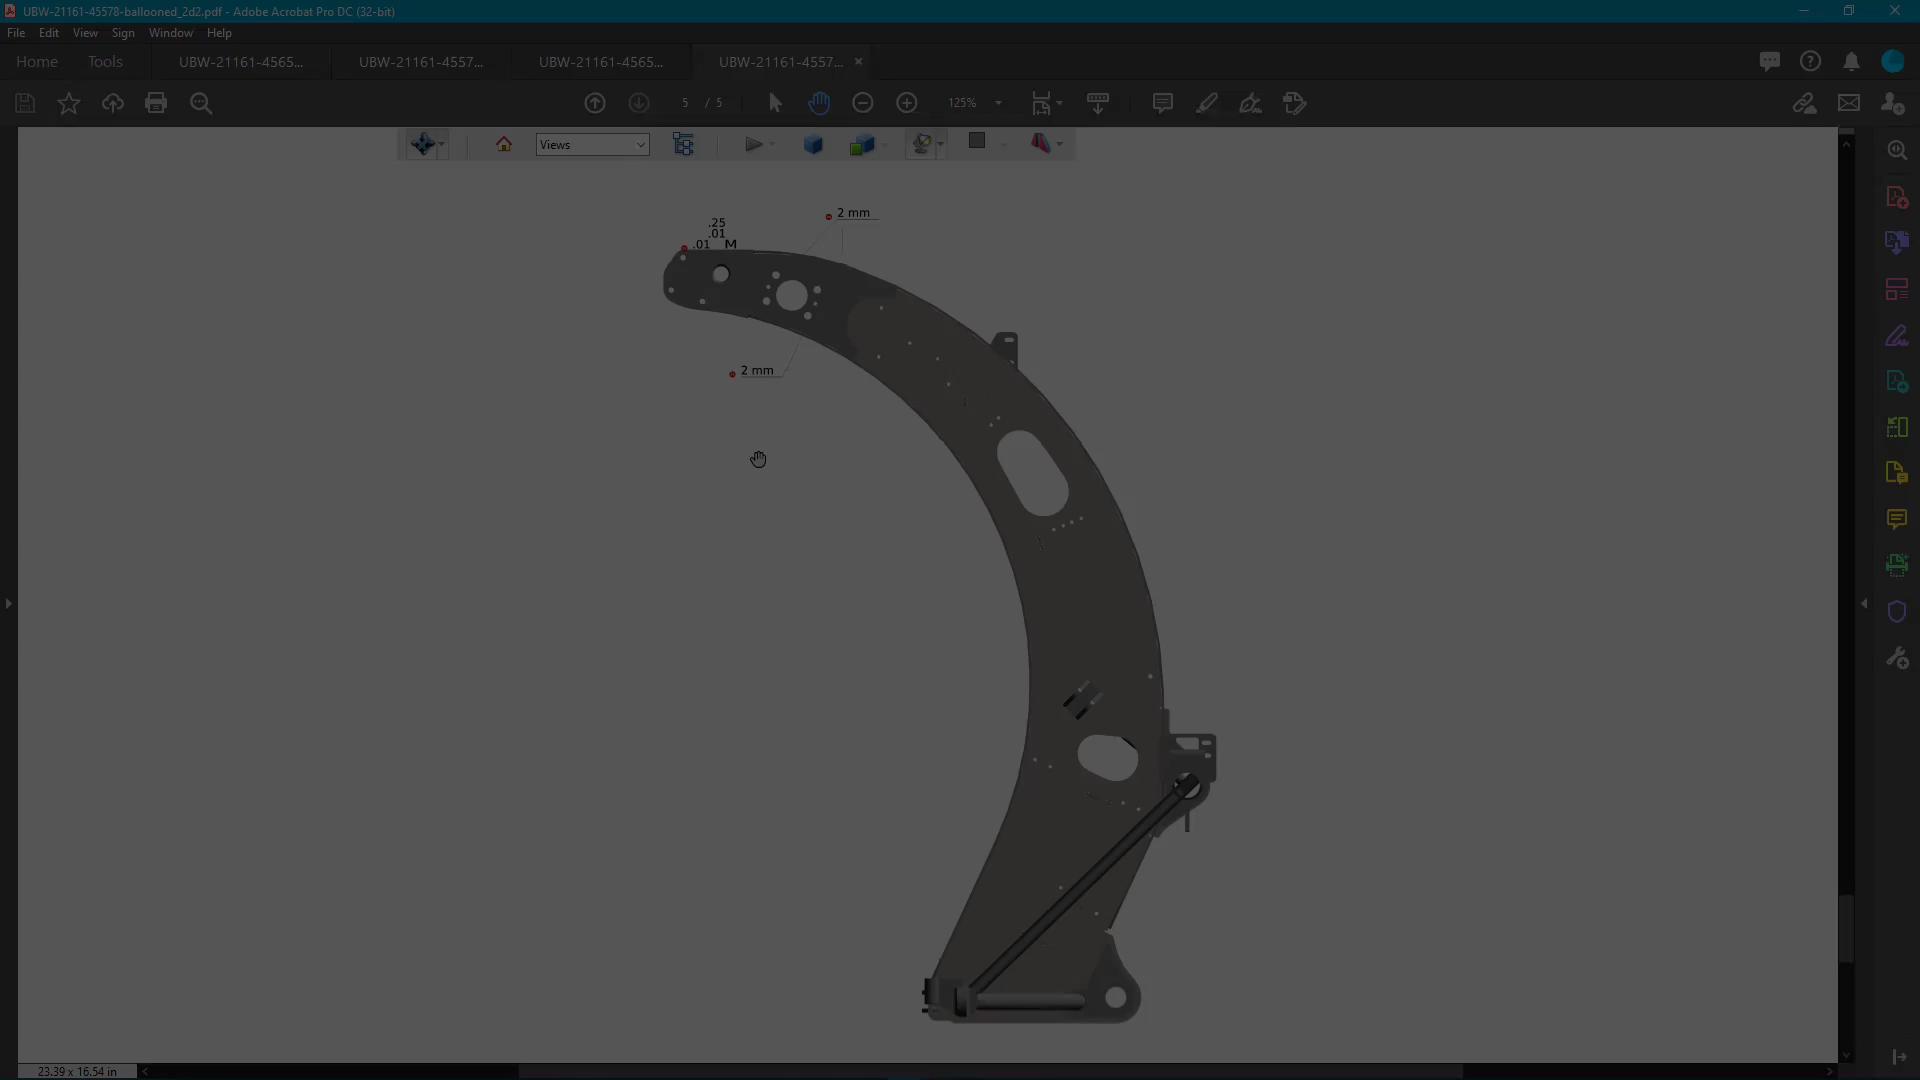 UBW-21161-45578-ballooned_2d2.pdf - Adobe Acrobat Pro DC (32-bit)
File Edit View Sign Window Help
Home Tools UBW-21161-4565... UBW-21161-4557... UBW-21161-4565... UBW-21161-4557...
5 / 5 125%
Views
2 mm
.25
.01
.01 M
2 mm
23.39 x 16.54 in